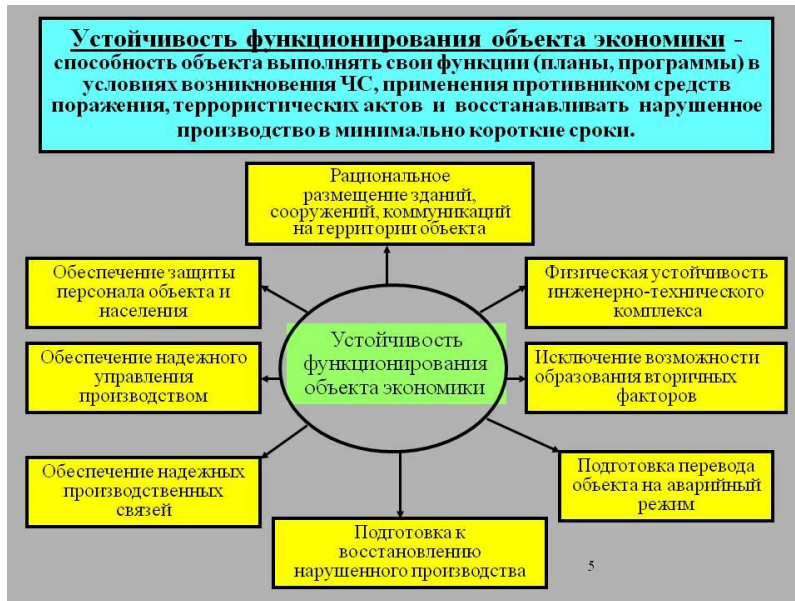 Устойчивость функционирования объекта экономики -
способность объекта выполнять свои функции (планы, программы) в
условиях возникновения ЧС, применения противником средств
поражения, террористических актов и восстанавливать нарушенное
производство в минимально короткие сроки.
Рациональное
размещение зданий,
сооружений, коммуникаций
на территории объекта
Обеспечение защиты
персонала объекта и
населения
Физическая устойчивость
инженерно-технического
комплекса
Устойчивость
функционирования
объекта экономики
Обеспечение надежного
управления
производством
Исключение возможности
образования вторичных
факторов
Обеспечение надежных
производственных
связей
Подготовка перевода
объекта на аварийный
режим
Подготовка к
восстановлению
нарушенного производства
5